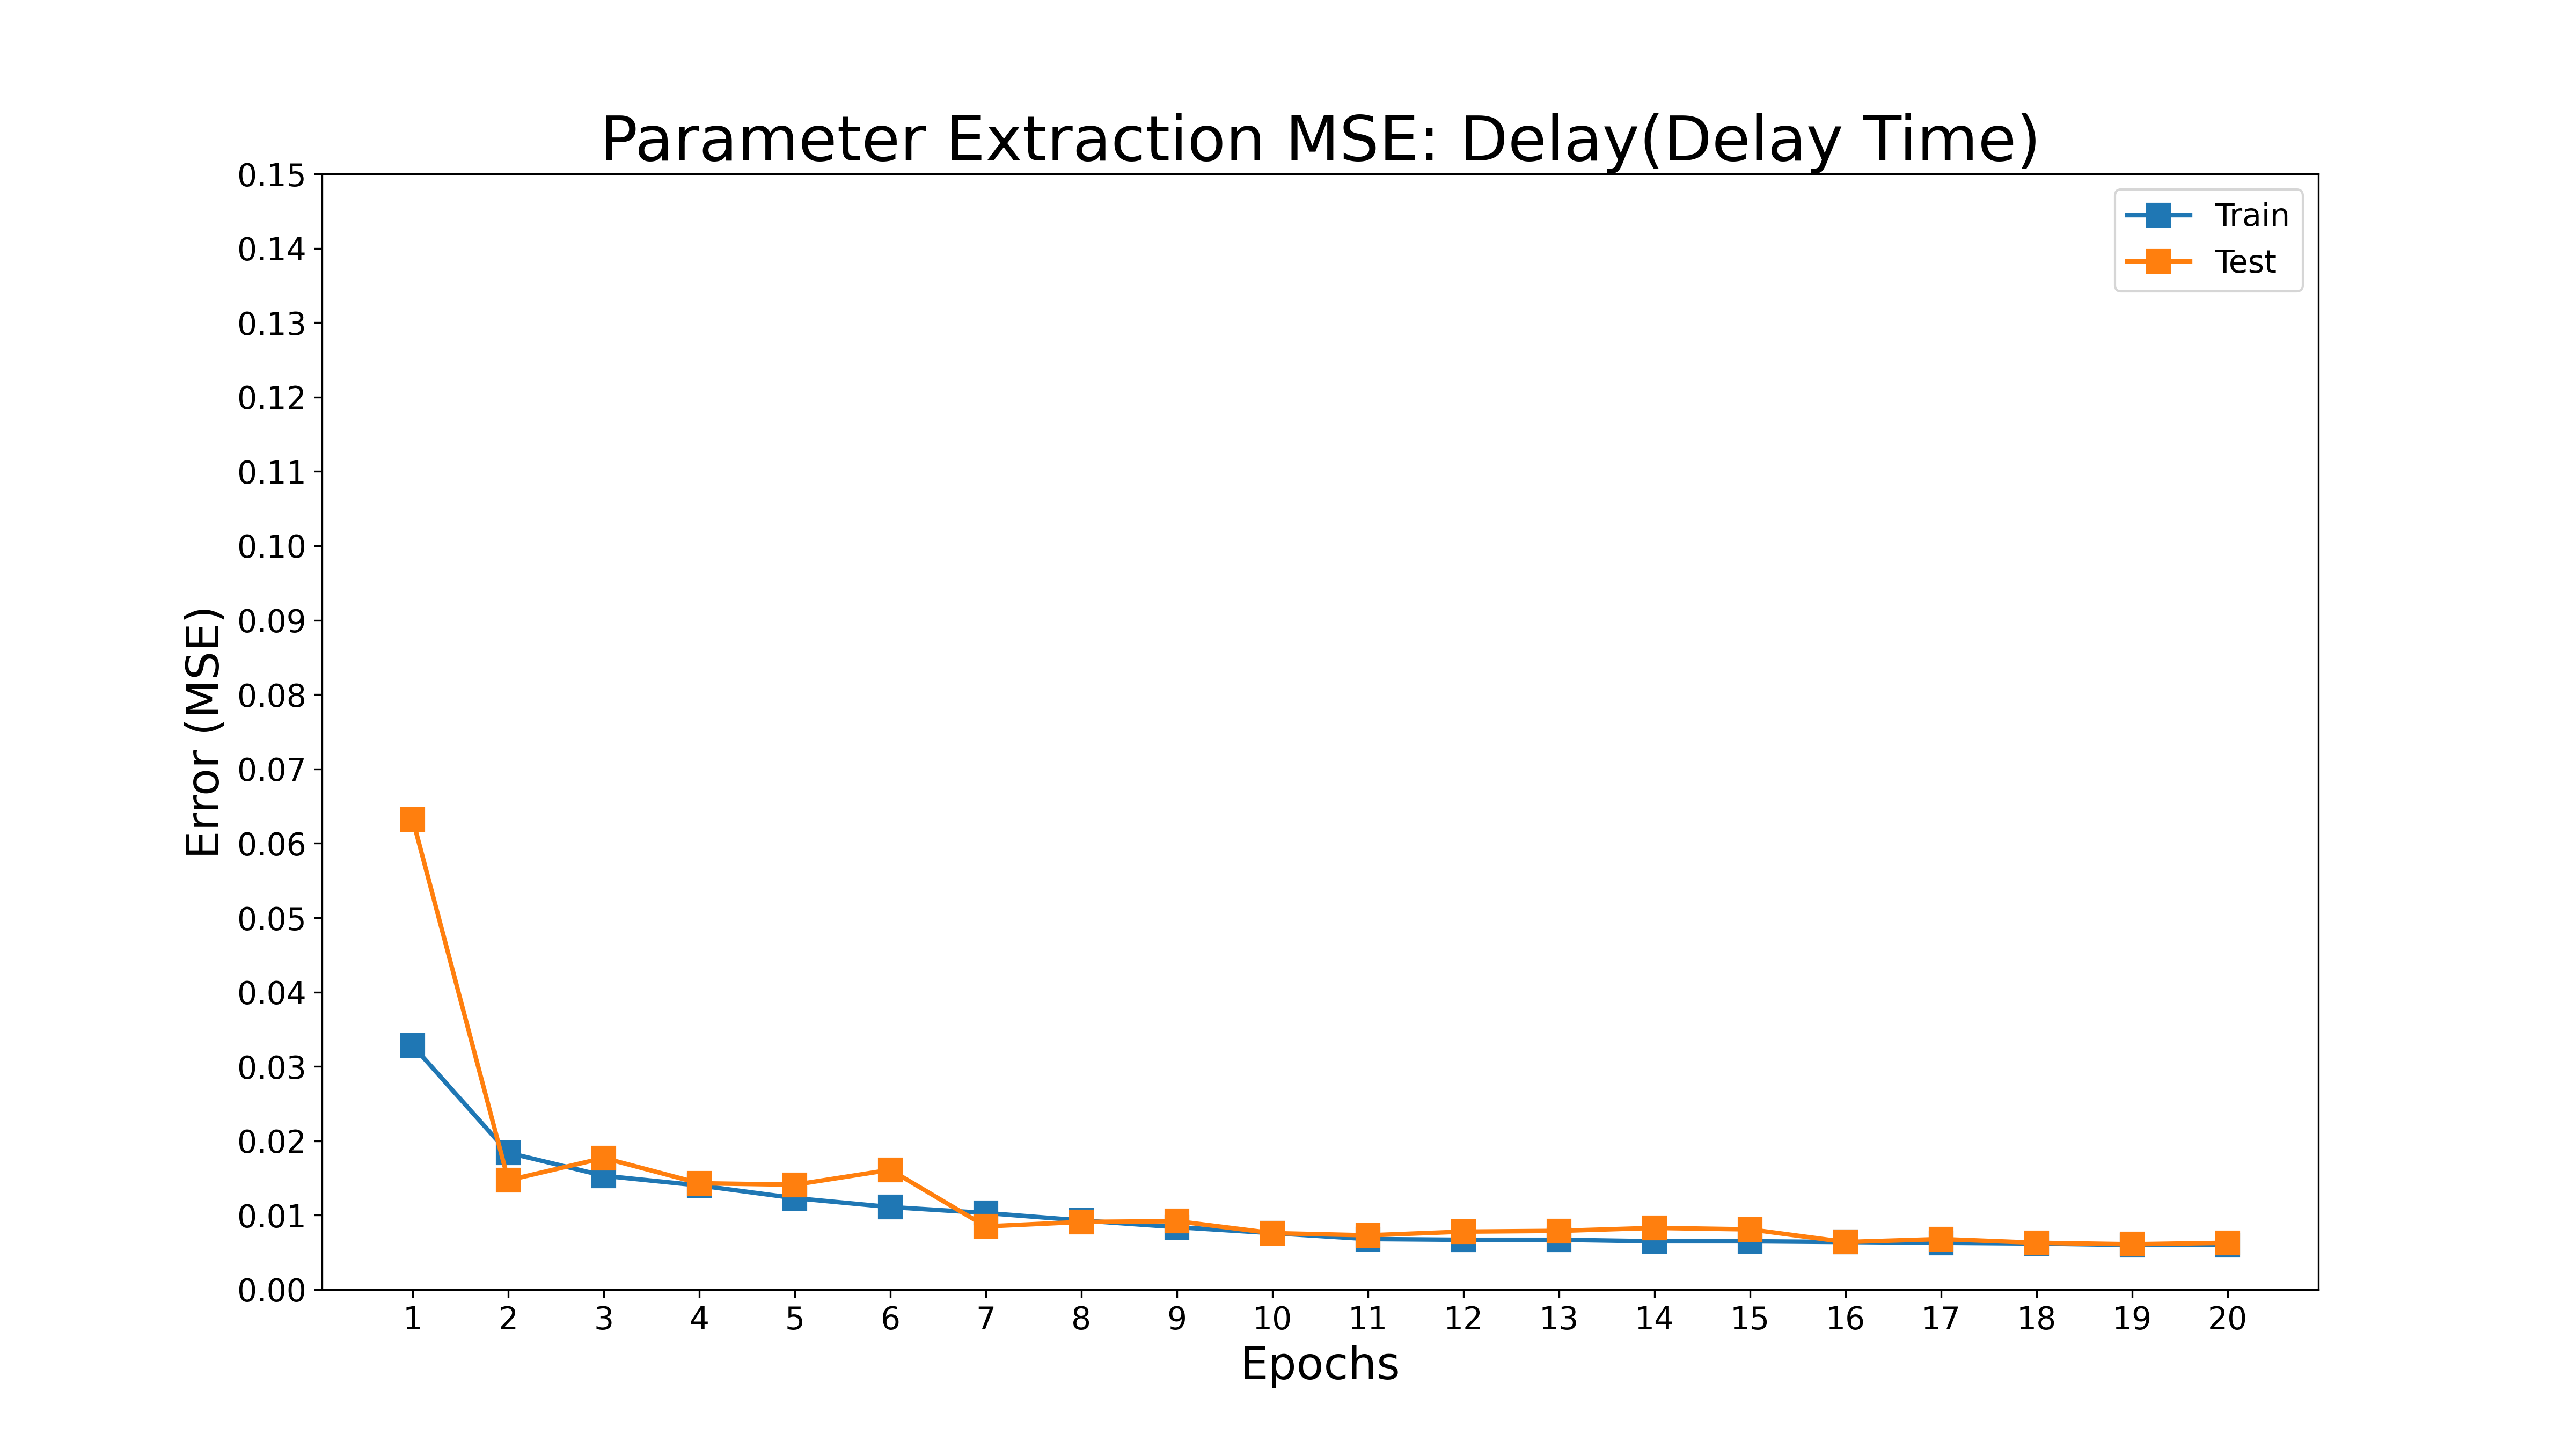 Parameter Extraction MSE: Delay(Delay Time)
0.15
0.14
0.13
0.12
0.11
0.10
0.09
0.08
0.07
0.06
0.05
0.04
0.03
0.02
0.01
0.00
Error (MSE)
Train
Test
1 2 3 4 5 6 7 8 9 10 11 12 13 14 15 16 17 18 19 20
Epochs